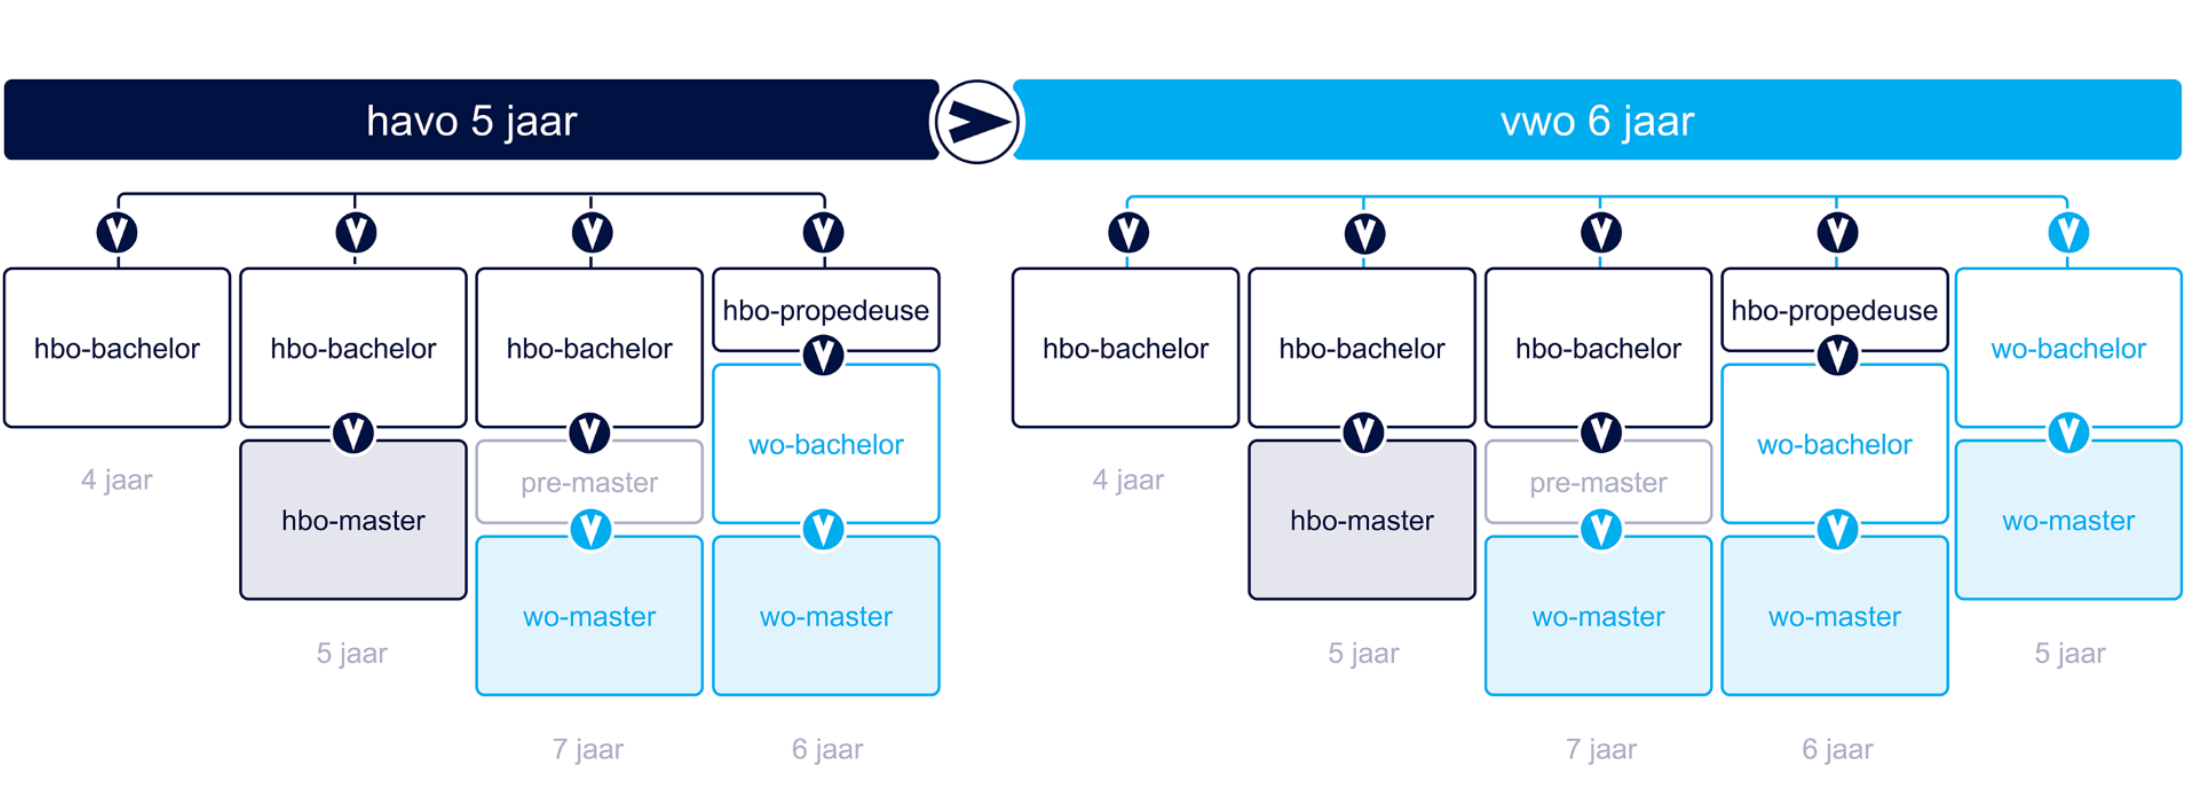 havo 5 jaar
vwo 6 jaar
hbo-bachelor
4 jaar
hbo-bachelor
hbo-master
5 jaar
hbo-bachelor
pre-master
wo-master
7 jaar
hbo-propedeuse
wo-bachelor
wo-master
6 jaar
hbo-bachelor
4 jaar
hbo-bachelor
hbo-master
5 jaar
hbo-bachelor
pre-master
wo-master
7 jaar
hbo-propedeuse
wo-bachelor
wo-master
6 jaar
wo-bachelor
wo-master
5 jaar